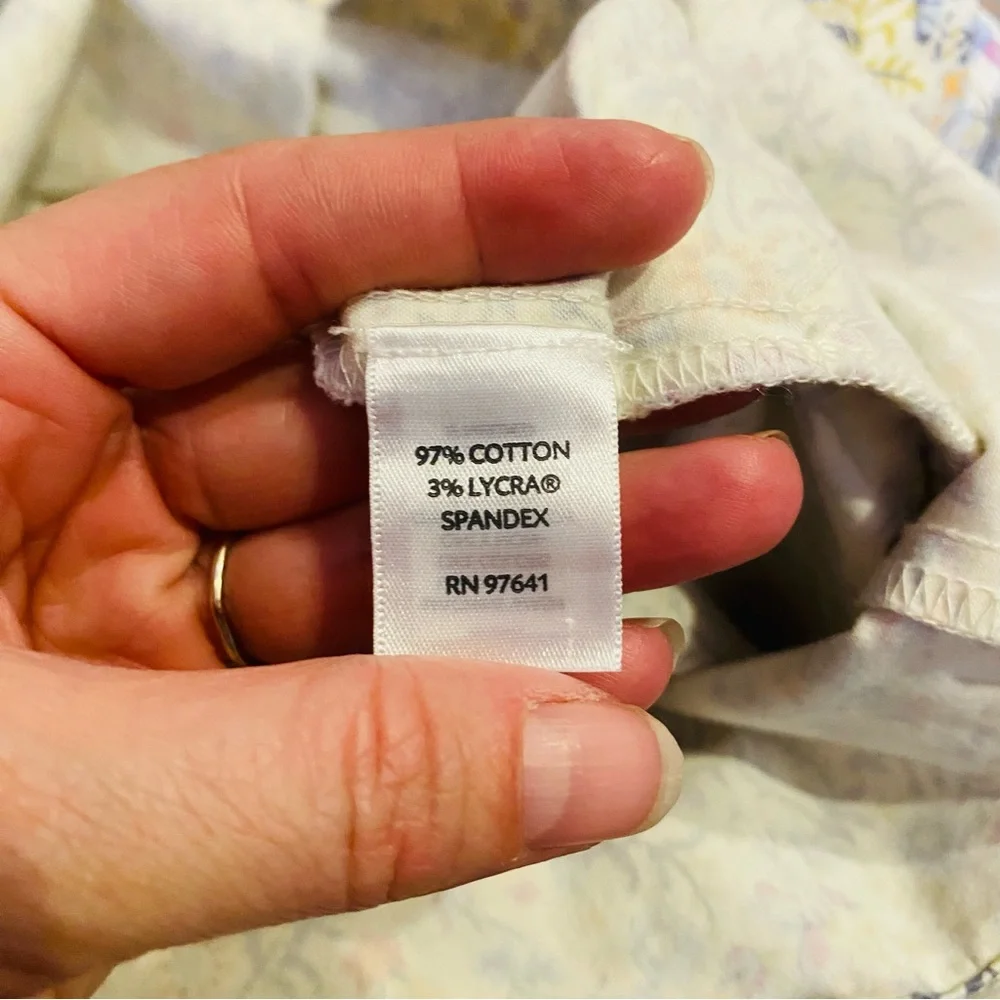 97% COTTON
3% LYCRA®
SPANDEX
RN 97641